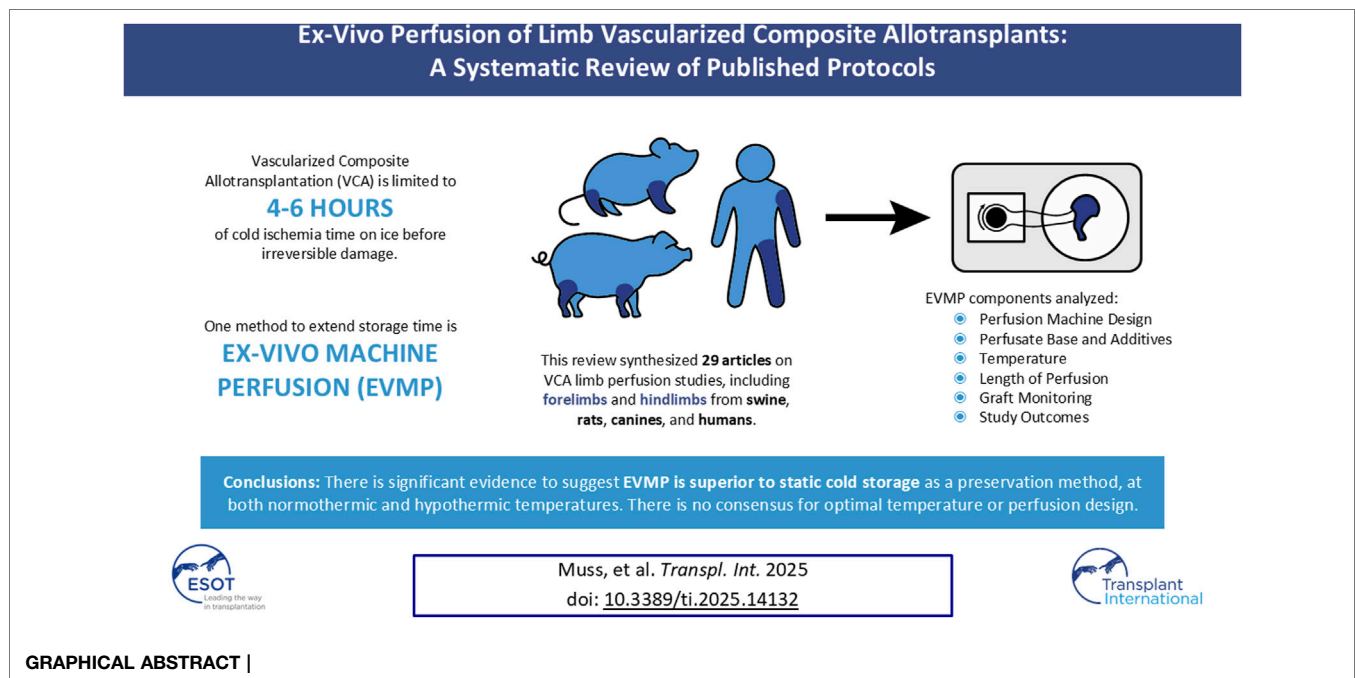 Ex-Vivo Perfusion of Limb Vascularized Composite Allotransplants:
A Systematic Review of Published Protocols
Vascularized Composite
Allotransplantation (VCA) is limited to
4-6 HOURS
of cold ischemia time on ice before
irreversible damage.
One method to extend storage time is
EX-VIVO MACHINE
PERFUSION (EVMP)
This review synthesized 29 articles on
VCA limb perfusion studies, including
forelimbs and hindlimbs from swine,
rats, canines, and humans.
EVMP components analyzed:
Perfusion Machine Design
Perfusate Base and Additives
Temperature
Length of Perfusion
Graft Monitoring
Study Outcomes
Conclusions: There is significant evidence to suggest EVMP is superior to static cold storage as a preservation method, at
both normothermic and hypothermic temperatures. There is no consensus for optimal temperature or perfusion design.
ESOT
Leading the way
in transplantation
Muss, et al. Transpl. Int. 2025
doi: 10.3389/ti.2025.14132
Transplant
International
GRAPHICAL ABSTRACT |